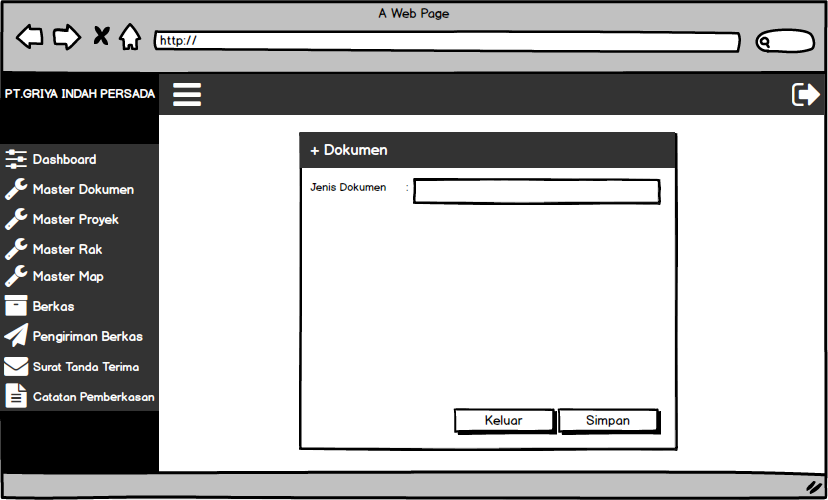 A Web Page
http://
PT.GRIYA INDAH PERSADA
Dashboard
Master Dokumen
Master Proyek
Master Rak
Master Map
Berkas
Pengiriman Berkas
Surat Tanda Terima
Catatan Pemberkasan
+ Dokumen
Jenis Dokumen :
Keluar
Simpan